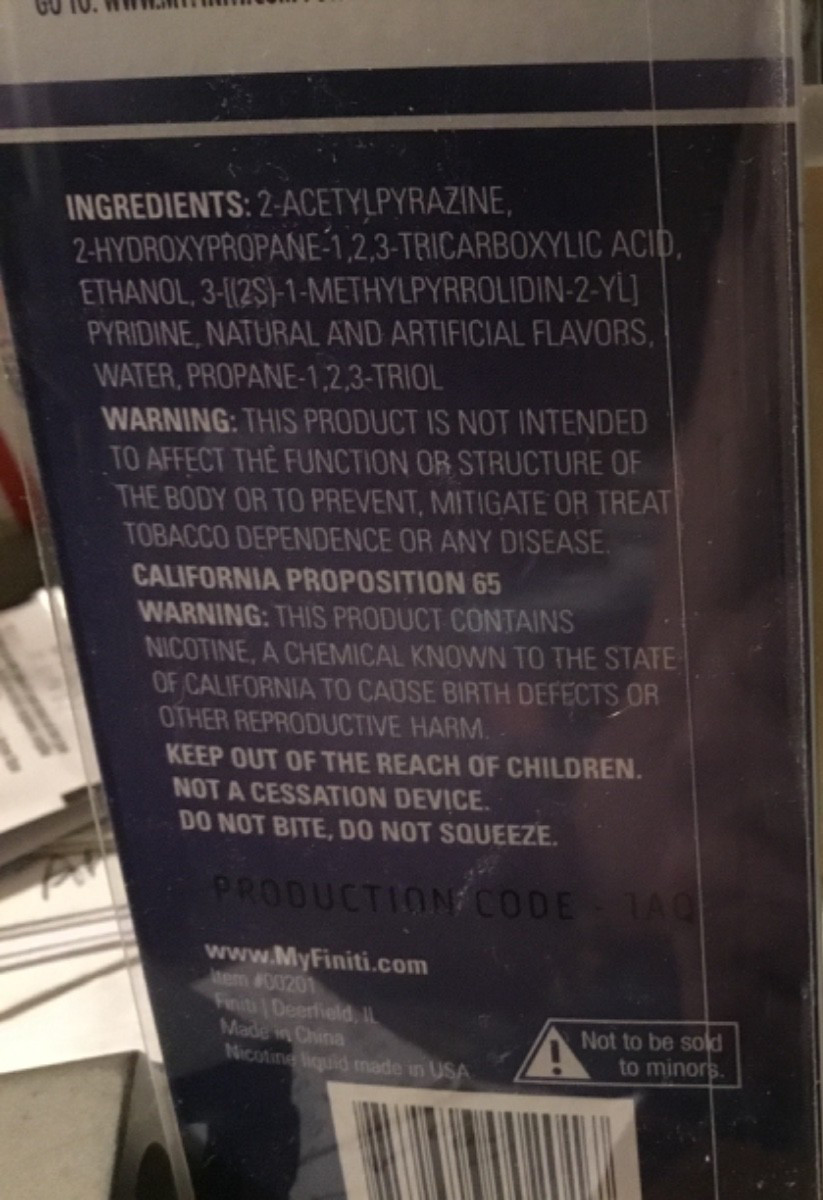 GO TO: WWW.MYFINITI.COM
INGREDIENTS: 2-ACETYLPYRAZINE,
2-HYDROXYPROPANE-1,2,3-TRICARBOXYLIC ACID,
ETHANOL, 3-[(2S)-1-METHYLPYRROLIDIN-2-YL]
PYRIDINE, NATURAL AND ARTIFICIAL FLAVORS,
WATER, PROPANE-1,2,3-TRIOL
WARNING: THIS PRODUCT IS NOT INTENDED
TO AFFECT THE FUNCTION OR STRUCTURE OF
THE BODY OR TO PREVENT, MITIGATE OR TREAT
TOBACCO DEPENDENCE OR ANY DISEASE.
CALIFORNIA PROPOSITION 65
WARNING: THIS PRODUCT CONTAINS
NICOTINE, A CHEMICAL KNOWN TO THE STATE
OF CALIFORNIA TO CAUSE BIRTH DEFECTS OR
OTHER REPRODUCTIVE HARM.
KEEP OUT OF THE REACH OF CHILDREN.
NOT A CESSATION DEVICE.
DO NOT BITE, DO NOT SQUEEZE.
PRODUCTION CODE - 1AQ
www.MyFiniti.com
Item #00201
Finiti | Deerfield, IL
Made in China
Nicotine liquid made in USA
Not to be sold
to minors.